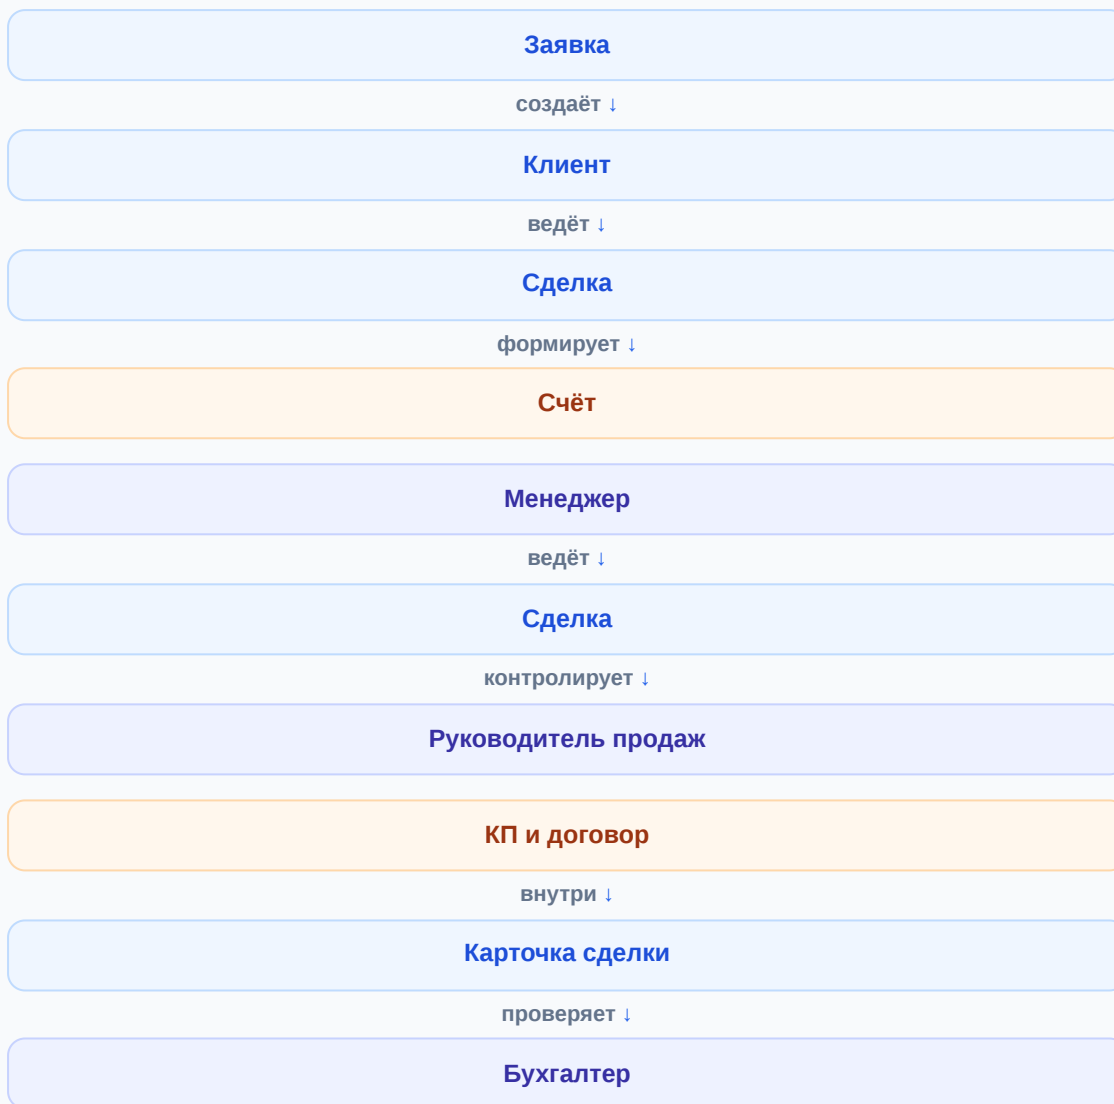 Заявка
создаёт ↓
Клиент
ведёт ↓
Сделка
формирует ↓
Счёт
Менеджер
ведёт ↓
Сделка
контролирует ↓
Руководитель продаж
КП и договор
внутри ↓
Карточка сделки
проверяет ↓
Бухгалтер